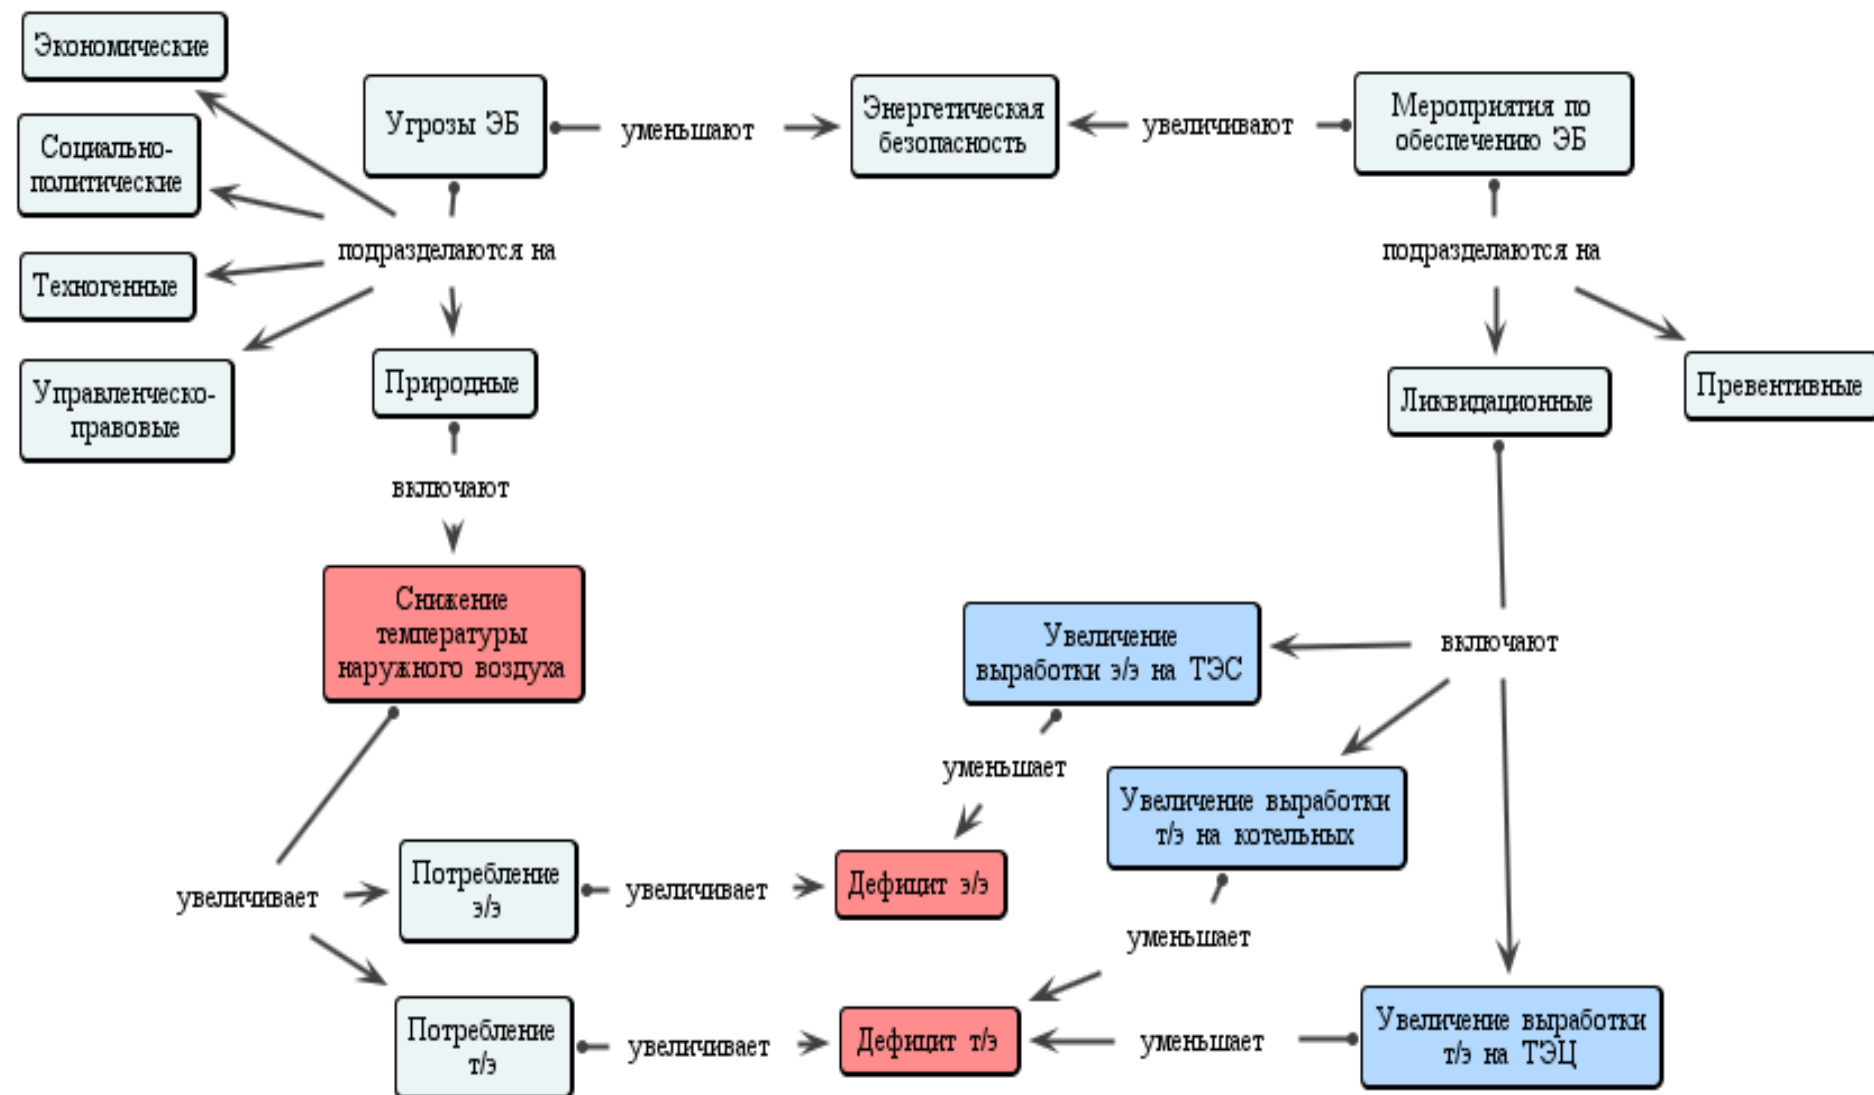 Экономические
Угрозы ЭБ
уменьшают
Энергетическая
безопасность
увеличивают
Мероприятия по
обеспечению ЭБ
Социально-
политические
подразделаются на
подразделаются на
Техногенные
Управленческо-
правовые
Природные
Ликвидационные
Превентивные
включают
Снижение
температуры
наружного воздуха
Увеличение
выработки э/э на ТЭС
включают
уменьшает
Увеличение выработки
т/э на котельных
увеличивает
Потребление
э/э
увеличивает
Дефицит э/э
уменьшает
Потребление
т/э
увеличивает
Дефицит т/э
уменьшает
Увеличение выработки
т/э на ТЭЦ